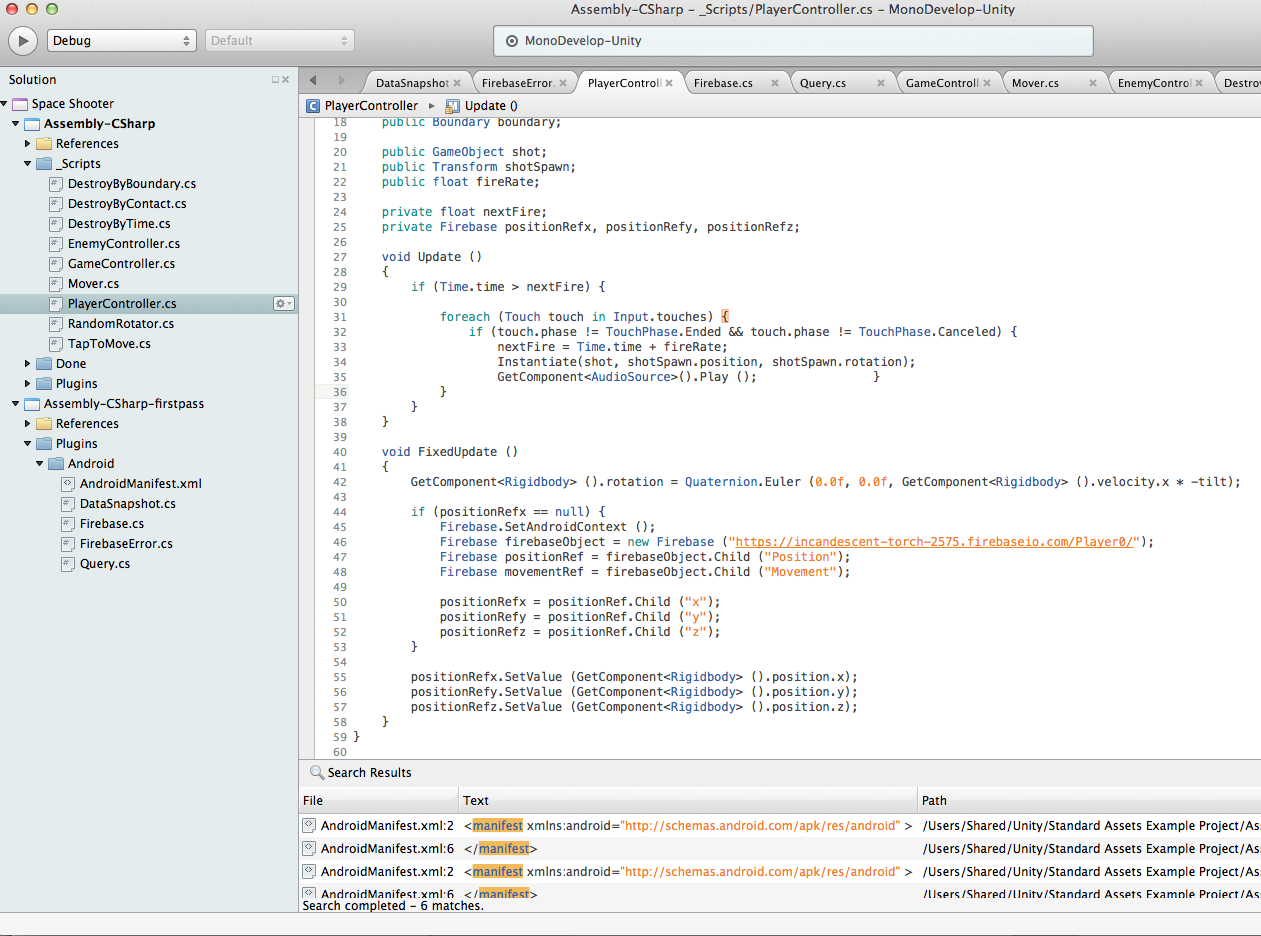 Assembly-CSharp – _Scripts/PlayerController.cs – MonoDevelop-Unity
Debug
Default
MonoDevelop-Unity
Solution
Space Shooter
Assembly-CSharp
References
_Scripts
DestroyByBoundary.cs
DestroyByContact.cs
DestroyByTime.cs
EnemyController.cs
GameController.cs
Mover.cs
PlayerController.cs
RandomRotator.cs
TapToMove.cs
Done
Plugins
Assembly-CSharp-firstpass
References
Plugins
Android
AndroidManifest.xml
DataSnapshot.cs
Firebase.cs
FirebaseError.cs
Query.cs
DataSnapshot FirebaseError. PlayerControll Firebase.cs Query.cs GameControll Mover.cs EnemyControl Destro
C PlayerController ▸ Update ()
18 public Boundary boundary;
19
20 public GameObject shot;
21 public Transform shotSpawn;
22 public float fireRate;
23
24 private float nextFire;
25 private Firebase positionRefx, positionRefy, positionRefz;
26
27 void Update ()
28 {
29 if (Time.time > nextFire) {
30
31 foreach (Touch touch in Input.touches) {
32 if (touch.phase != TouchPhase.Ended && touch.phase != TouchPhase.Canceled) {
33 nextFire = Time.time + fireRate;
34 Instantiate(shot, shotSpawn.position, shotSpawn.rotation);
35 GetComponent<AudioSource>().Play (); }
36 }
37 }
38 }
39
40 void FixedUpdate ()
41 {
42 GetComponent<Rigidbody> ().rotation = Quaternion.Euler (0.0f, 0.0f, GetComponent<Rigidbody> ().velocity.x * -tilt);
43
44 if (positionRefx == null) {
45 Firebase.SetAndroidContext ();
46 Firebase firebaseObject = new Firebase ("https://incandescent-torch-2575.firebaseio.com/Player0/");
47 Firebase positionRef = firebaseObject.Child ("Position");
48 Firebase movementRef = firebaseObject.Child ("Movement");
49
50 positionRefx = positionRef.Child ("x");
51 positionRefy = positionRef.Child ("y");
52 positionRefz = positionRef.Child ("z");
53 }
54
55 positionRefx.SetValue (GetComponent<Rigidbody> ().position.x);
56 positionRefy.SetValue (GetComponent<Rigidbody> ().position.y);
57 positionRefz.SetValue (GetComponent<Rigidbody> ().position.z);
58 }
59 }
60
Search Results
File Text Path
AndroidManifest.xml:2 <manifest xmlns:android="http://schemas.android.com/apk/res/android" > /Users/Shared/Unity/Standard Assets Example Project/Ass
AndroidManifest.xml:6 </manifest> /Users/Shared/Unity/Standard Assets Example Project/Ass
AndroidManifest.xml:2 <manifest xmlns:android="http://schemas.android.com/apk/res/android" > /Users/Shared/Unity/Standard Assets Example Project/Ass
AndroidManifest.xml:6 </manifest> /Users/Shared/Unity/Standard Assets Example Project/Ass
Search completed – 6 matches.